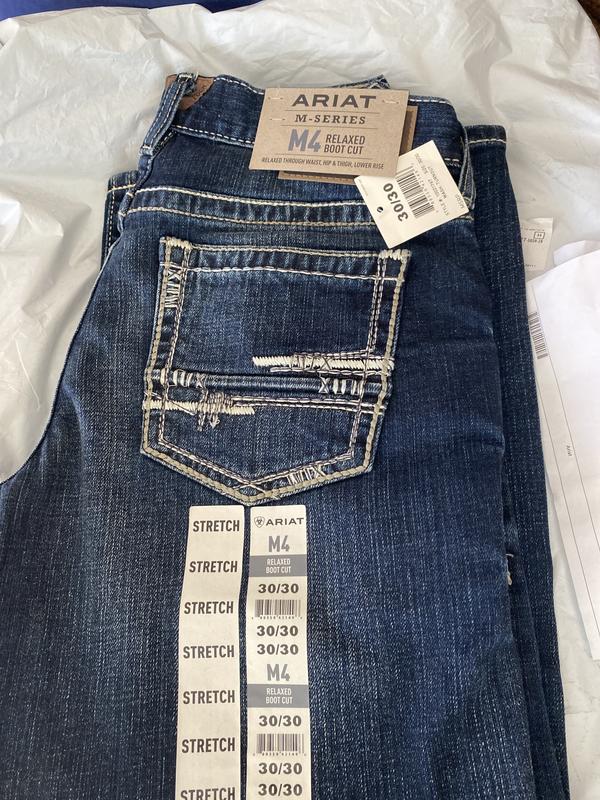 ARIAT
M-SERIES
M4 RELAXED
BOOT CUT
RELAXED THROUGH WAIST, HIP & THIGH, LOWER RISE
30/30
STRETCH
STRETCH
STRETCH
STRETCH
STRETCH
STRETCH
STRETCH
ARIAT
M4
RELAXED
BOOT CUT
30/30
30/30
30/30
M4
RELAXED
BOOT CUT
30/30
30/30
30/30
Ariat